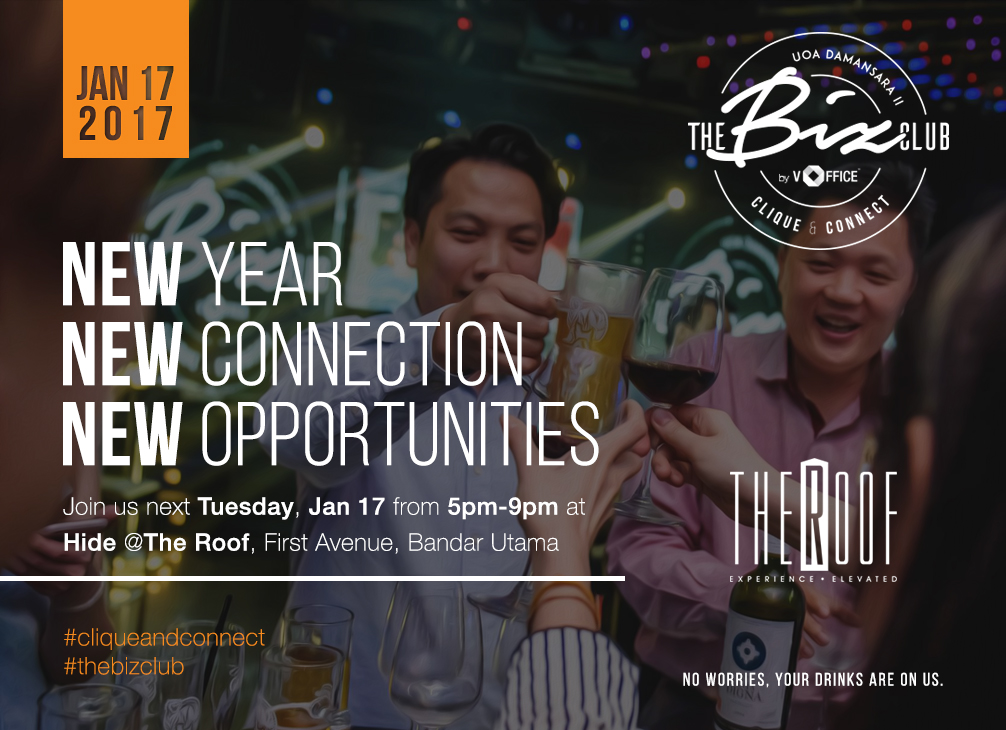 JAN 17
2017
UOA DAMANSARA II
THE Biz CLUB
by VOFFICE
CLIQUE & CONNECT
NEW YEAR
NEW CONNECTION
NEW OPPORTUNITIES
Join us next Tuesday, Jan 17 from 5pm-9pm at
Hide @The Roof, First Avenue, Bandar Utama
THE ROOF
EXPERIENCE • ELEVATED
#cliqueandconnect
#thebizclub
NO WORRIES, YOUR DRINKS ARE ON US.